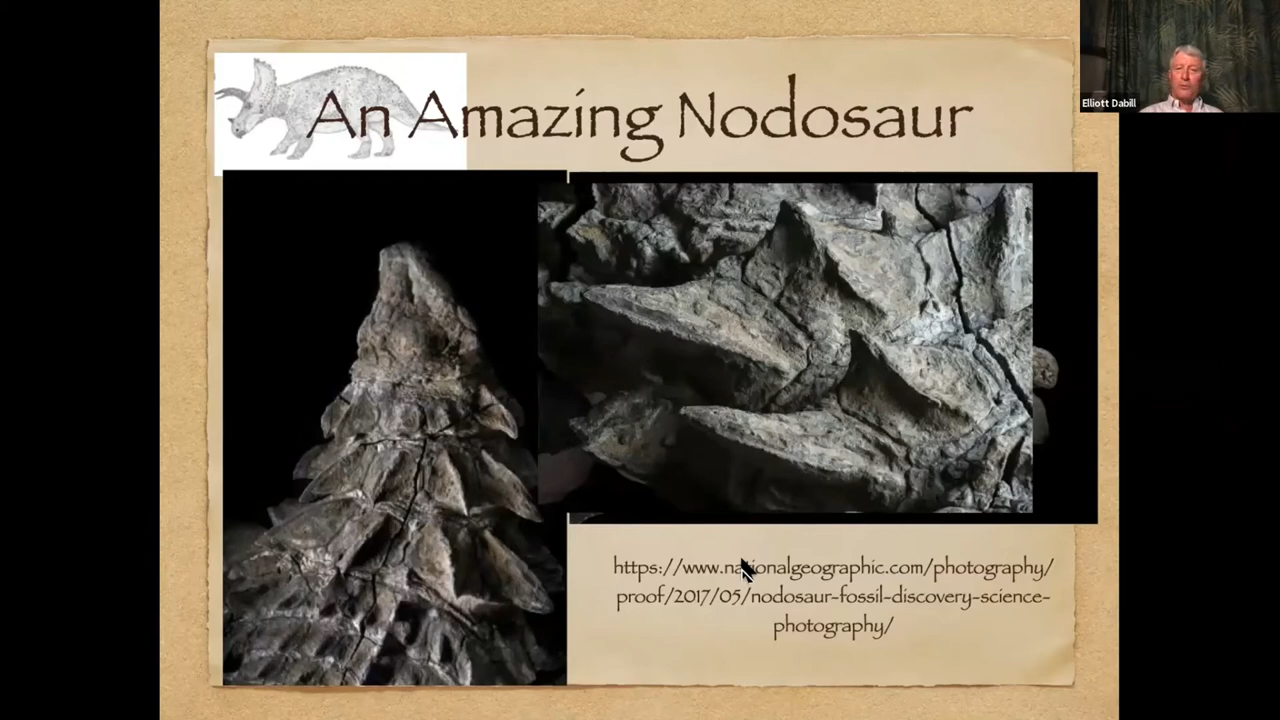 An Amazing Nodosaur
Elliott Dabill
https://www.nationalgeographic.com/photography/
proof/2017/05/nodosaur-fossil-discovery-science-
photography/